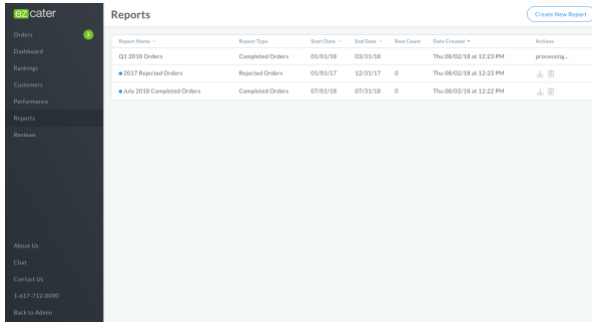 ez cater
Reports
Create New Report
Orders 2
Dashboard
Rankings
Customers
Performance
Reports
Reviews
About Us
Chat
Contact Us
1-617-712-0090
Back to Admin
Report Name Report Type Start Date End Date Row Count Date Created Actions
Q1 2018 Orders Completed Orders 01/01/18 03/31/18 Thu 08/02/18 at 12:23 PM processing...
2017 Rejected Orders Rejected Orders 01/01/17 12/31/17 0 Thu 08/02/18 at 12:23 PM
July 2018 Completed Orders Completed Orders 07/01/18 07/31/18 0 Thu 08/02/18 at 12:22 PM